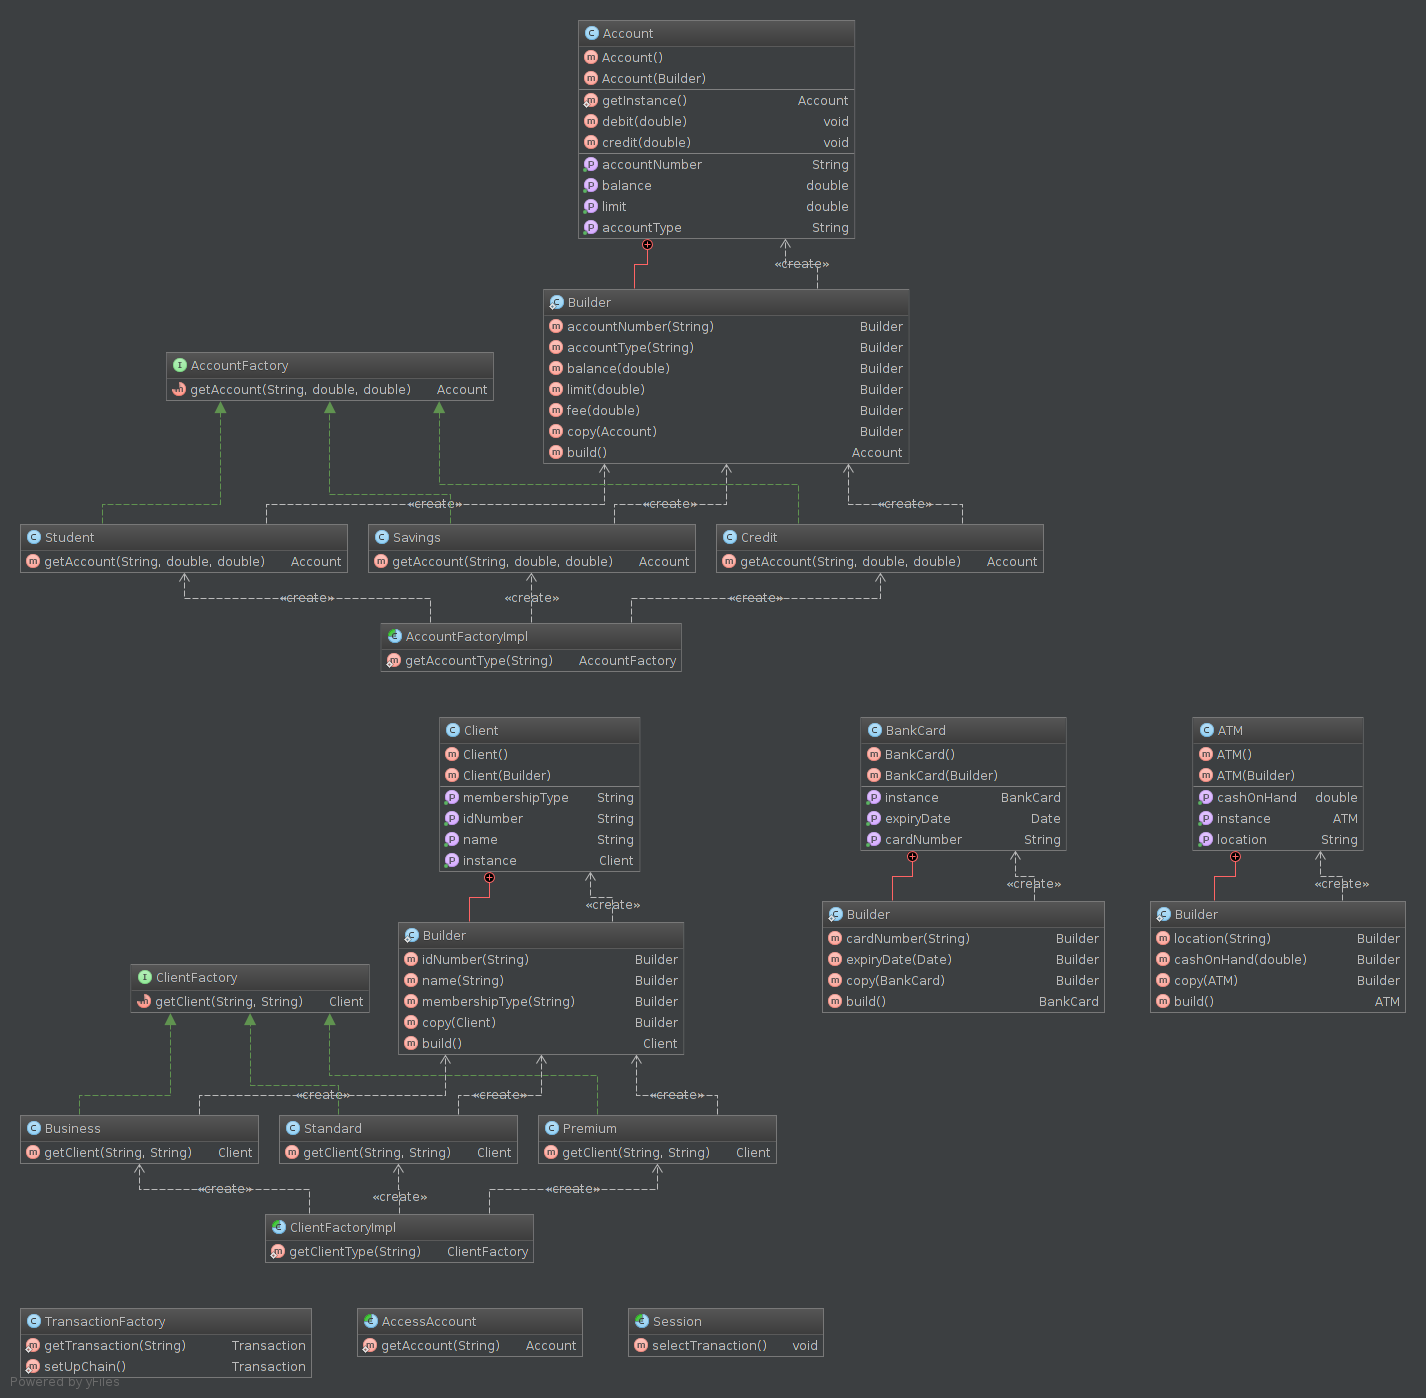 Account
Account()
Account(Builder)
getInstance() Account
debit(double) void
credit(double) void
accountNumber String
balance double
limit double
accountType String
«create»
Builder
accountNumber(String) Builder
accountType(String) Builder
balance(double) Builder
limit(double) Builder
fee(double) Builder
copy(Account) Builder
build() Account
AccountFactory
getAccount(String, double, double) Account
«create» «create» «create»
Student
getAccount(String, double, double) Account
Savings
getAccount(String, double, double) Account
Credit
getAccount(String, double, double) Account
«create» «create» «create»
AccountFactoryImpl
getAccountType(String) AccountFactory
Client
Client()
Client(Builder)
membershipType String
idNumber String
name String
instance Client
«create»
BankCard
BankCard()
BankCard(Builder)
instance BankCard
expiryDate Date
cardNumber String
«create»
ATM
ATM()
ATM(Builder)
cashOnHand double
instance ATM
location String
«create»
Builder
idNumber(String) Builder
name(String) Builder
membershipType(String) Builder
copy(Client) Builder
build() Client
Builder
cardNumber(String) Builder
expiryDate(Date) Builder
copy(BankCard) Builder
build() BankCard
Builder
location(String) Builder
cashOnHand(double) Builder
copy(ATM) Builder
build() ATM
ClientFactory
getClient(String, String) Client
«create» «create» «create»
Business
getClient(String, String) Client
Standard
getClient(String, String) Client
Premium
getClient(String, String) Client
«create» «create» «create»
ClientFactoryImpl
getClientType(String) ClientFactory
TransactionFactory
getTransaction(String) Transaction
setUpChain() Transaction
AccessAccount
getAccount(String) Account
Session
selectTranaction() void
Powered by yFiles